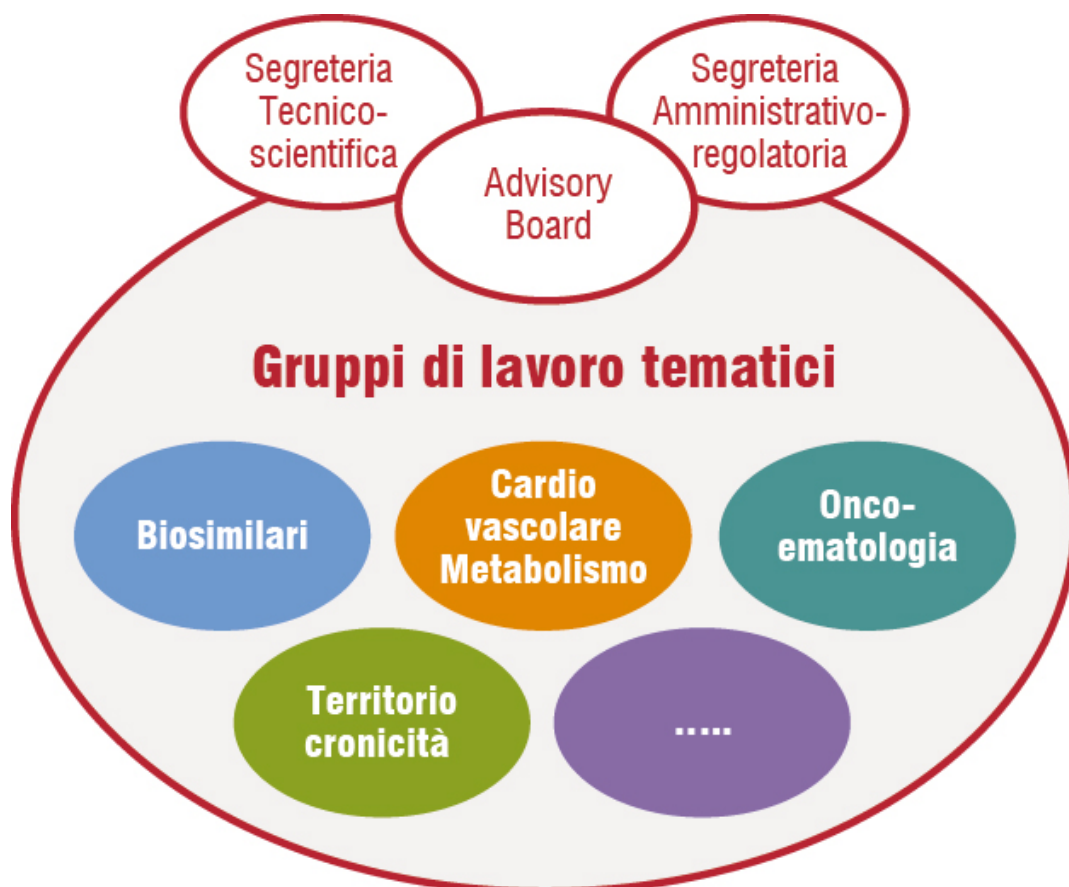 Segreteria
Tecnico-
scientifica
Segreteria
Amministrativo-
regolatoria
Advisory
Board
Gruppi di lavoro tematici
Biosimilari
Cardio
vascolare
Metabolismo
Onco-
ematologia
Territorio
cronicità
.....